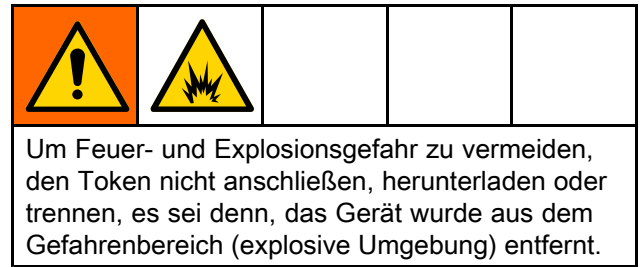 Um Feuer- und Explosionsgefahr zu vermeiden,
den Token nicht anschließen, herunterladen oder
trennen, es sei denn, das Gerät wurde aus dem
Gefahrenbereich (explosive Umgebung) entfernt.